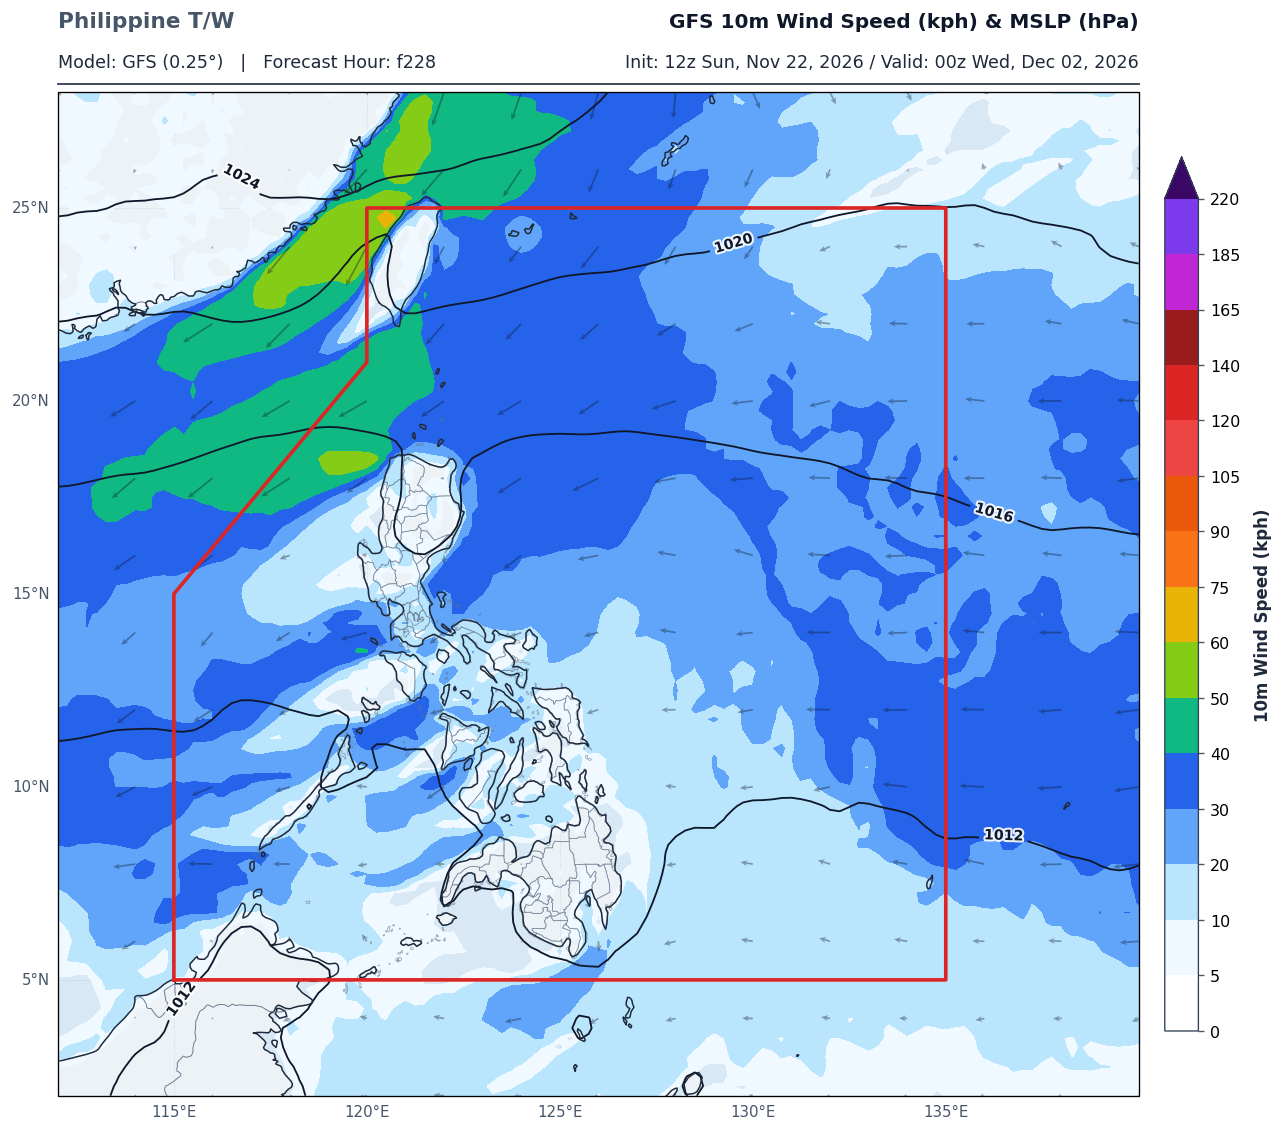 Philippine T/W
GFS 10m Wind Speed (kph) & MSLP (hPa)
Model: GFS (0.25°)   |   Forecast Hour: f228
Init: 12z Sun, Nov 22, 2026 / Valid: 00z Wed, Dec 02, 2026
25°N
20°N
15°N
10°N
5°N
115°E
120°E
125°E
130°E
135°E
1024
1020
1016
1012
1012
220
185
165
140
120
105
90
75
60
50
40
30
20
10
5
0
10m Wind Speed (kph)